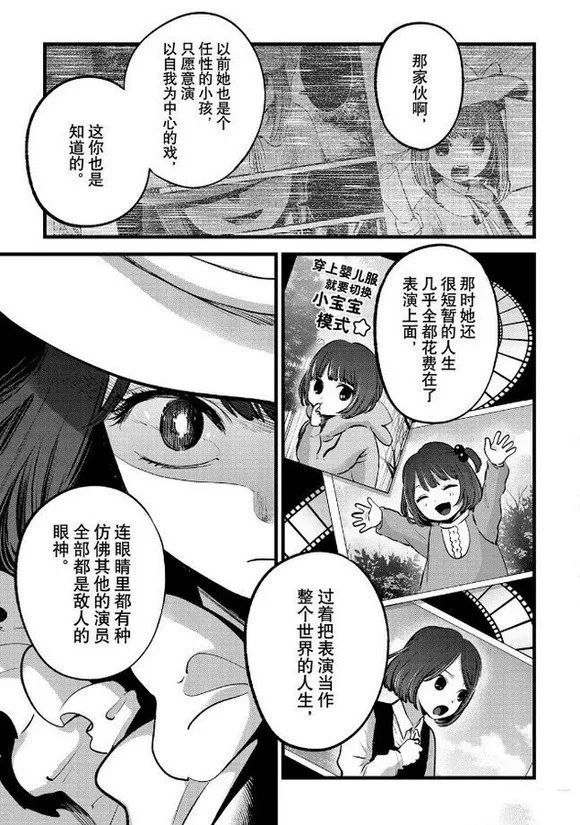 那家伙啊，
以前她也是个
任性的小孩，
只愿意演
以自我为中心的戏，
这你也是
知道的。
那时她还
很短暂的人生
几乎全都花费在了
表演上面，
穿上婴儿服
就要切换
小宝宝
模式☆
过着把表演当作
整个世界的人生，
连眼睛里都有种
仿佛其他的演员
全部都是敌人的
眼神。